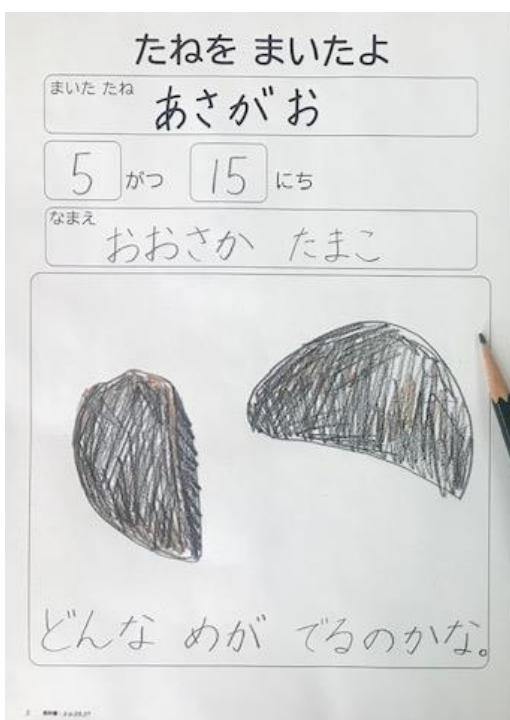 たねを まいたよ
まいた たね
あさがお
5 がつ 15 にち
なまえ
おおさか たまこ
どんな めが でるのかな。